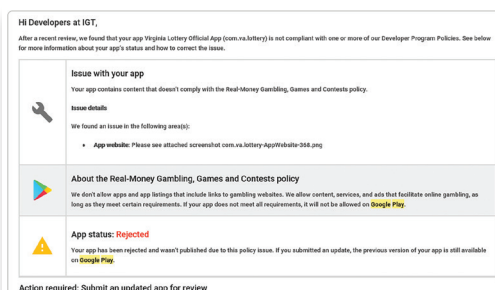 Hi Developers at IGT,
After a recent review, we found that your app Virginia Lottery Official App (com.va.lottery) is not compliant with one or more of our Developer Program Policies. See below
for more information about your app's status and how to correct the issue.
Issue with your app
Your app contains content that doesn't comply with the Real-Money Gambling, Games and Contests policy.
Issue details
We found an issue in the following area(s):
• App website: Please see attached screenshot com.va.lottery-AppWebsite-368.png
About the Real-Money Gambling, Games and Contests policy
We don't allow apps and app listings that include links to gambling websites. We allow content, services, and ads that facilitate online gambling, as
long as they meet certain requirements. If your app does not meet all requirements, it will not be allowed on Google Play.
App status: Rejected
Your app has been rejected and wasn't published due to this policy issue. If you submitted an update, the previous version of your app is still available
on Google Play.
Action required: Submit an updated app for review